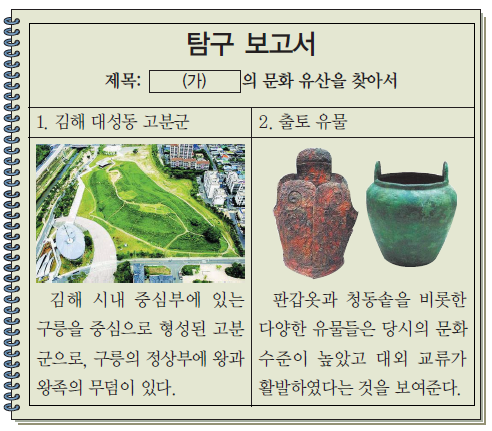 탐구 보고서
제목: (가) 의 문화 유산을 찾아서
1. 김해 대성동 고분군
2. 출토 유물
김해 시내 중심부에 있는
구릉을 중심으로 형성된 고분
군으로, 구릉의 정상부에 왕과
왕족의 무덤이 있다.
판갑옷과 청동솥을 비롯한
다양한 유물들은 당시의 문화
수준이 높았고 대외 교류가
활발하였다는 것을 보여준다.